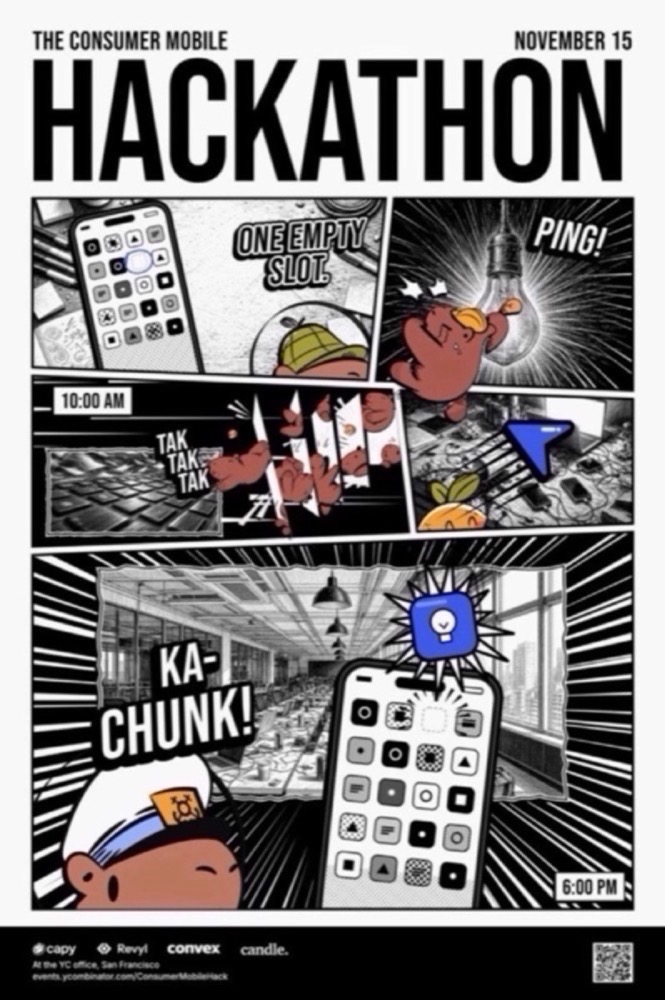 THE CONSUMER MOBILE
NOVEMBER 15
HACKATHON
ONE EMPTY
SLOT.
PING!
10:00 AM
TAK
TAK
TAK
KA-
CHUNK!
6:00 PM
capy Revyl convex candle.
At the YC office, San Francisco
events.ycombinator.com/ConsumerMobileHack